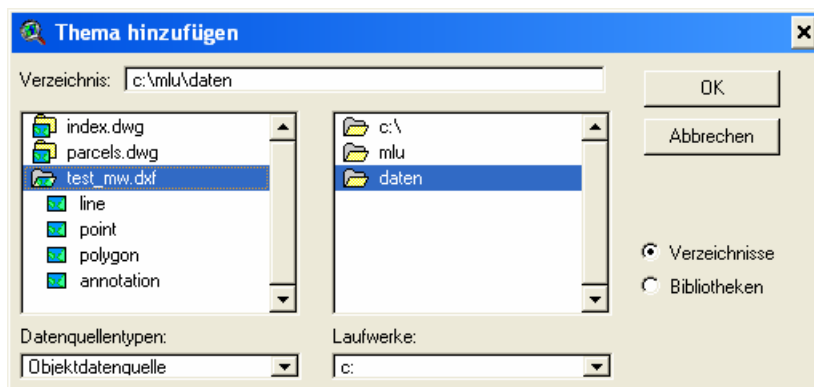 Thema hinzufügen
Verzeichnis: c:\mlu\daten
OK
Abbrechen
index.dwg
parcels.dwg
test_mw.dxf
line
point
polygon
annotation
c:\
mlu
daten
Verzeichnisse
Bibliotheken
Datenquellentypen:
Objektdatenquelle
Laufwerke:
c: